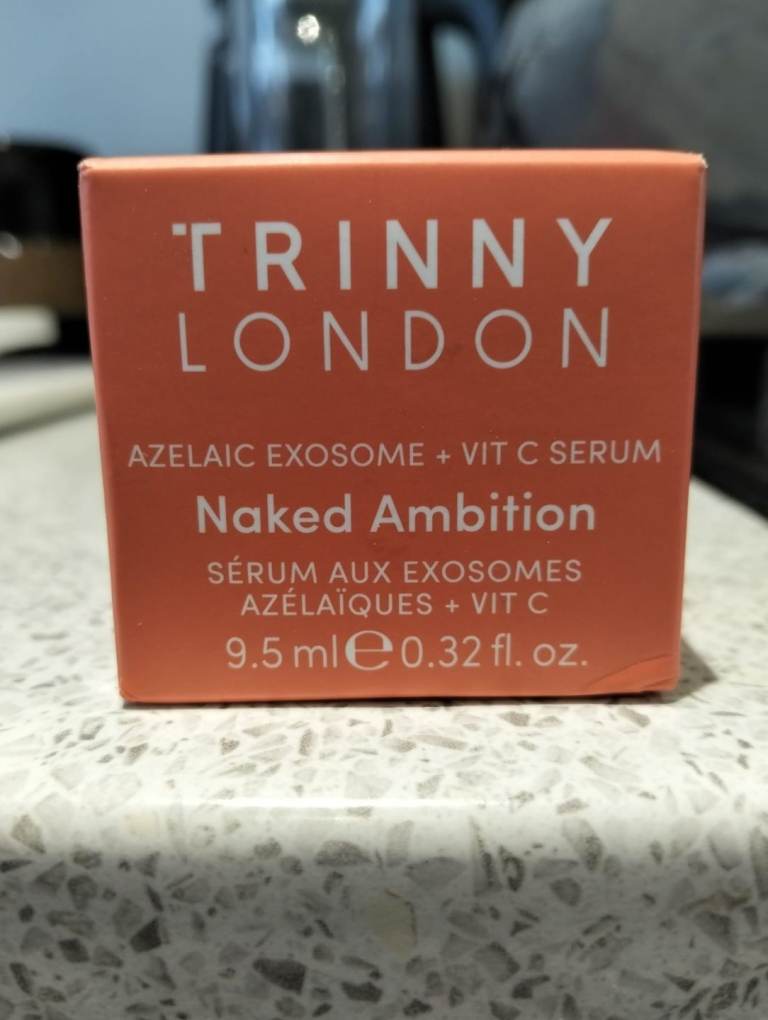 TRINNY
LONDON
AZELAIC EXOSOME + VIT C SERUM
Naked Ambition
SÉRUM AUX EXOSOMES
AZÉLAÏQUES + VIT C
9.5 ml ℮ 0.32 fl. oz.